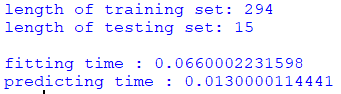 length of training set: 294
length of testing set: 15
fitting time : 0.0660002231598
predicting time : 0.0130000114441